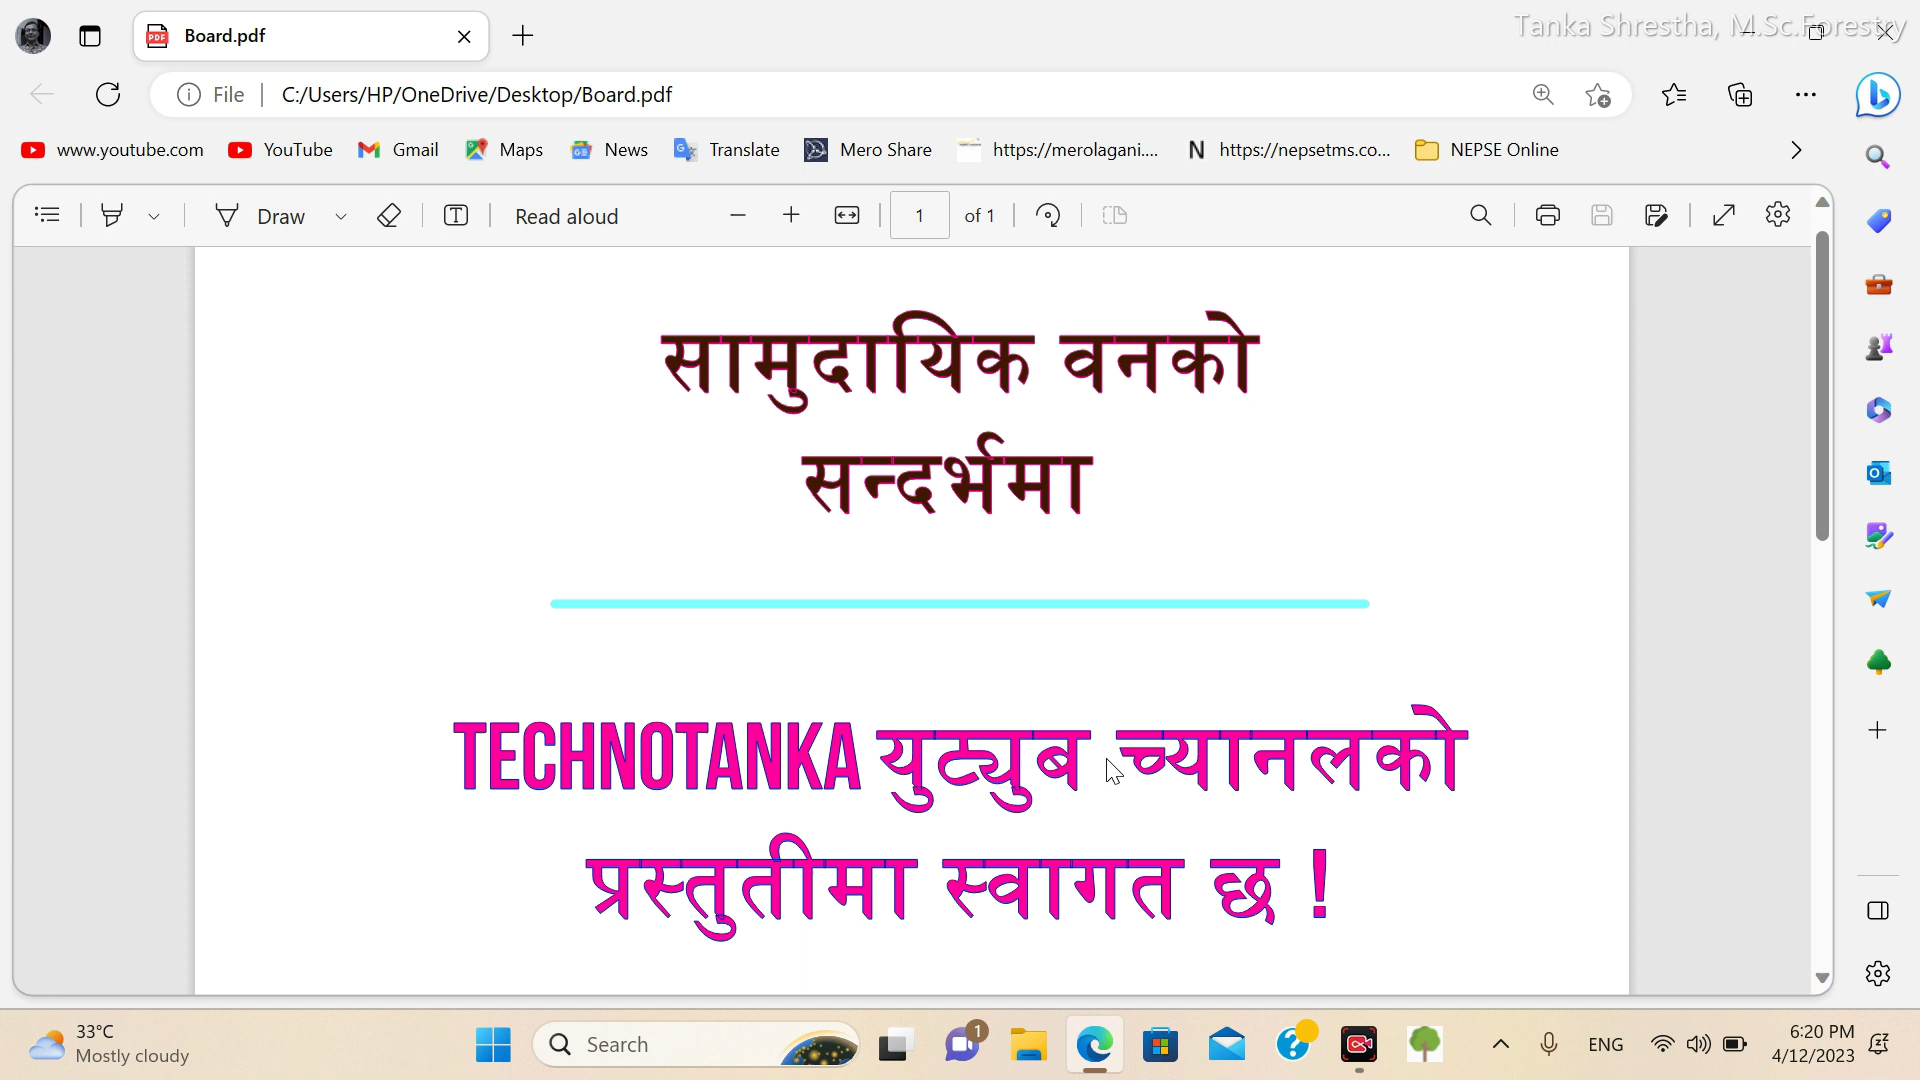 Board.pdf
Tanka Shrestha, M.Sc.Forestry
File
C:/Users/HP/OneDrive/Desktop/Board.pdf
www.youtube.com YouTube Gmail Maps News Translate Mero Share https://merolagani.... https://nepsetms.co... NEPSE Online
Draw Read aloud 1 of 1
सामुदायिक वनको
सन्दर्भमा
TECHNOTANKA युट्युब च्यानलको
प्रस्तुतीमा स्वागत छ !
33°C
Mostly cloudy
Search
1
ENG
6:20 PM
4/12/2023